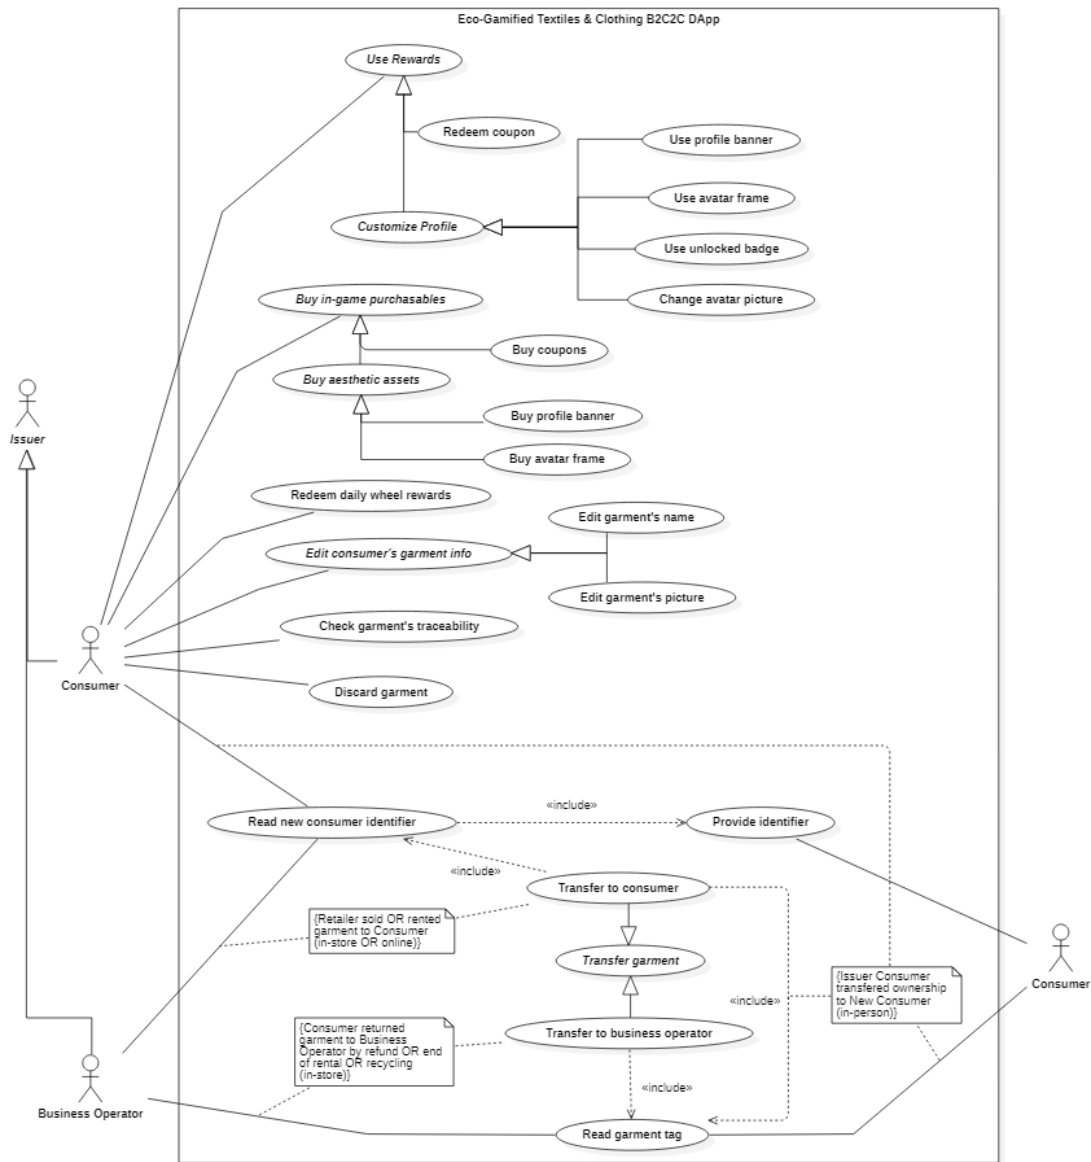 Eco-Gamified Textiles & Clothing B2C2C DApp
Use Rewards
Redeem coupon
Use profile banner
Use avatar frame
Customize Profile
Use unlocked badge
Change avatar picture
Buy in-game purchasables
Buy coupons
Buy aesthetic assets
Buy profile banner
Buy avatar frame
Issuer
Redeem daily wheel rewards
Edit garment's name
Edit consumer's garment info
Edit garment's picture
Check garment's traceability
Consumer
Discard garment
«include»
Read new consumer identifier
Provide identifier
«include»
Transfer to consumer
{Retailer sold OR rented
garment to Consumer
(in-store OR online)}
Transfer garment
Consumer
{Issuer Consumer
transfered ownership
to New Consumer
(in-person)}
«include»
{Consumer returned
garment to Business
Operator by refund OR end
of rental OR recycling
(in-store)}
Transfer to business operator
«include»
Business Operator
Read garment tag